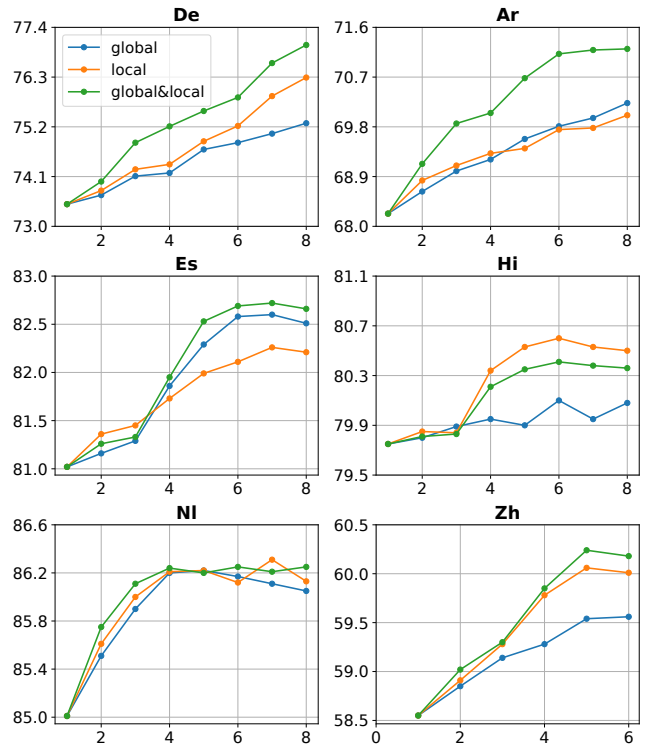 De
77.4
76.3
75.2
74.1
73.0
global
local
global&local
2 4 6 8
Ar
71.6
70.7
69.8
68.9
68.0
2 4 6 8
Es
83.0
82.5
82.0
81.5
81.0
2 4 6 8
Hi
81.1
80.7
80.3
79.9
79.5
2 4 6 8
Nl
86.6
86.2
85.8
85.4
85.0
2 4 6 8
Zh
60.5
60.0
59.5
59.0
58.5
0 2 4 6